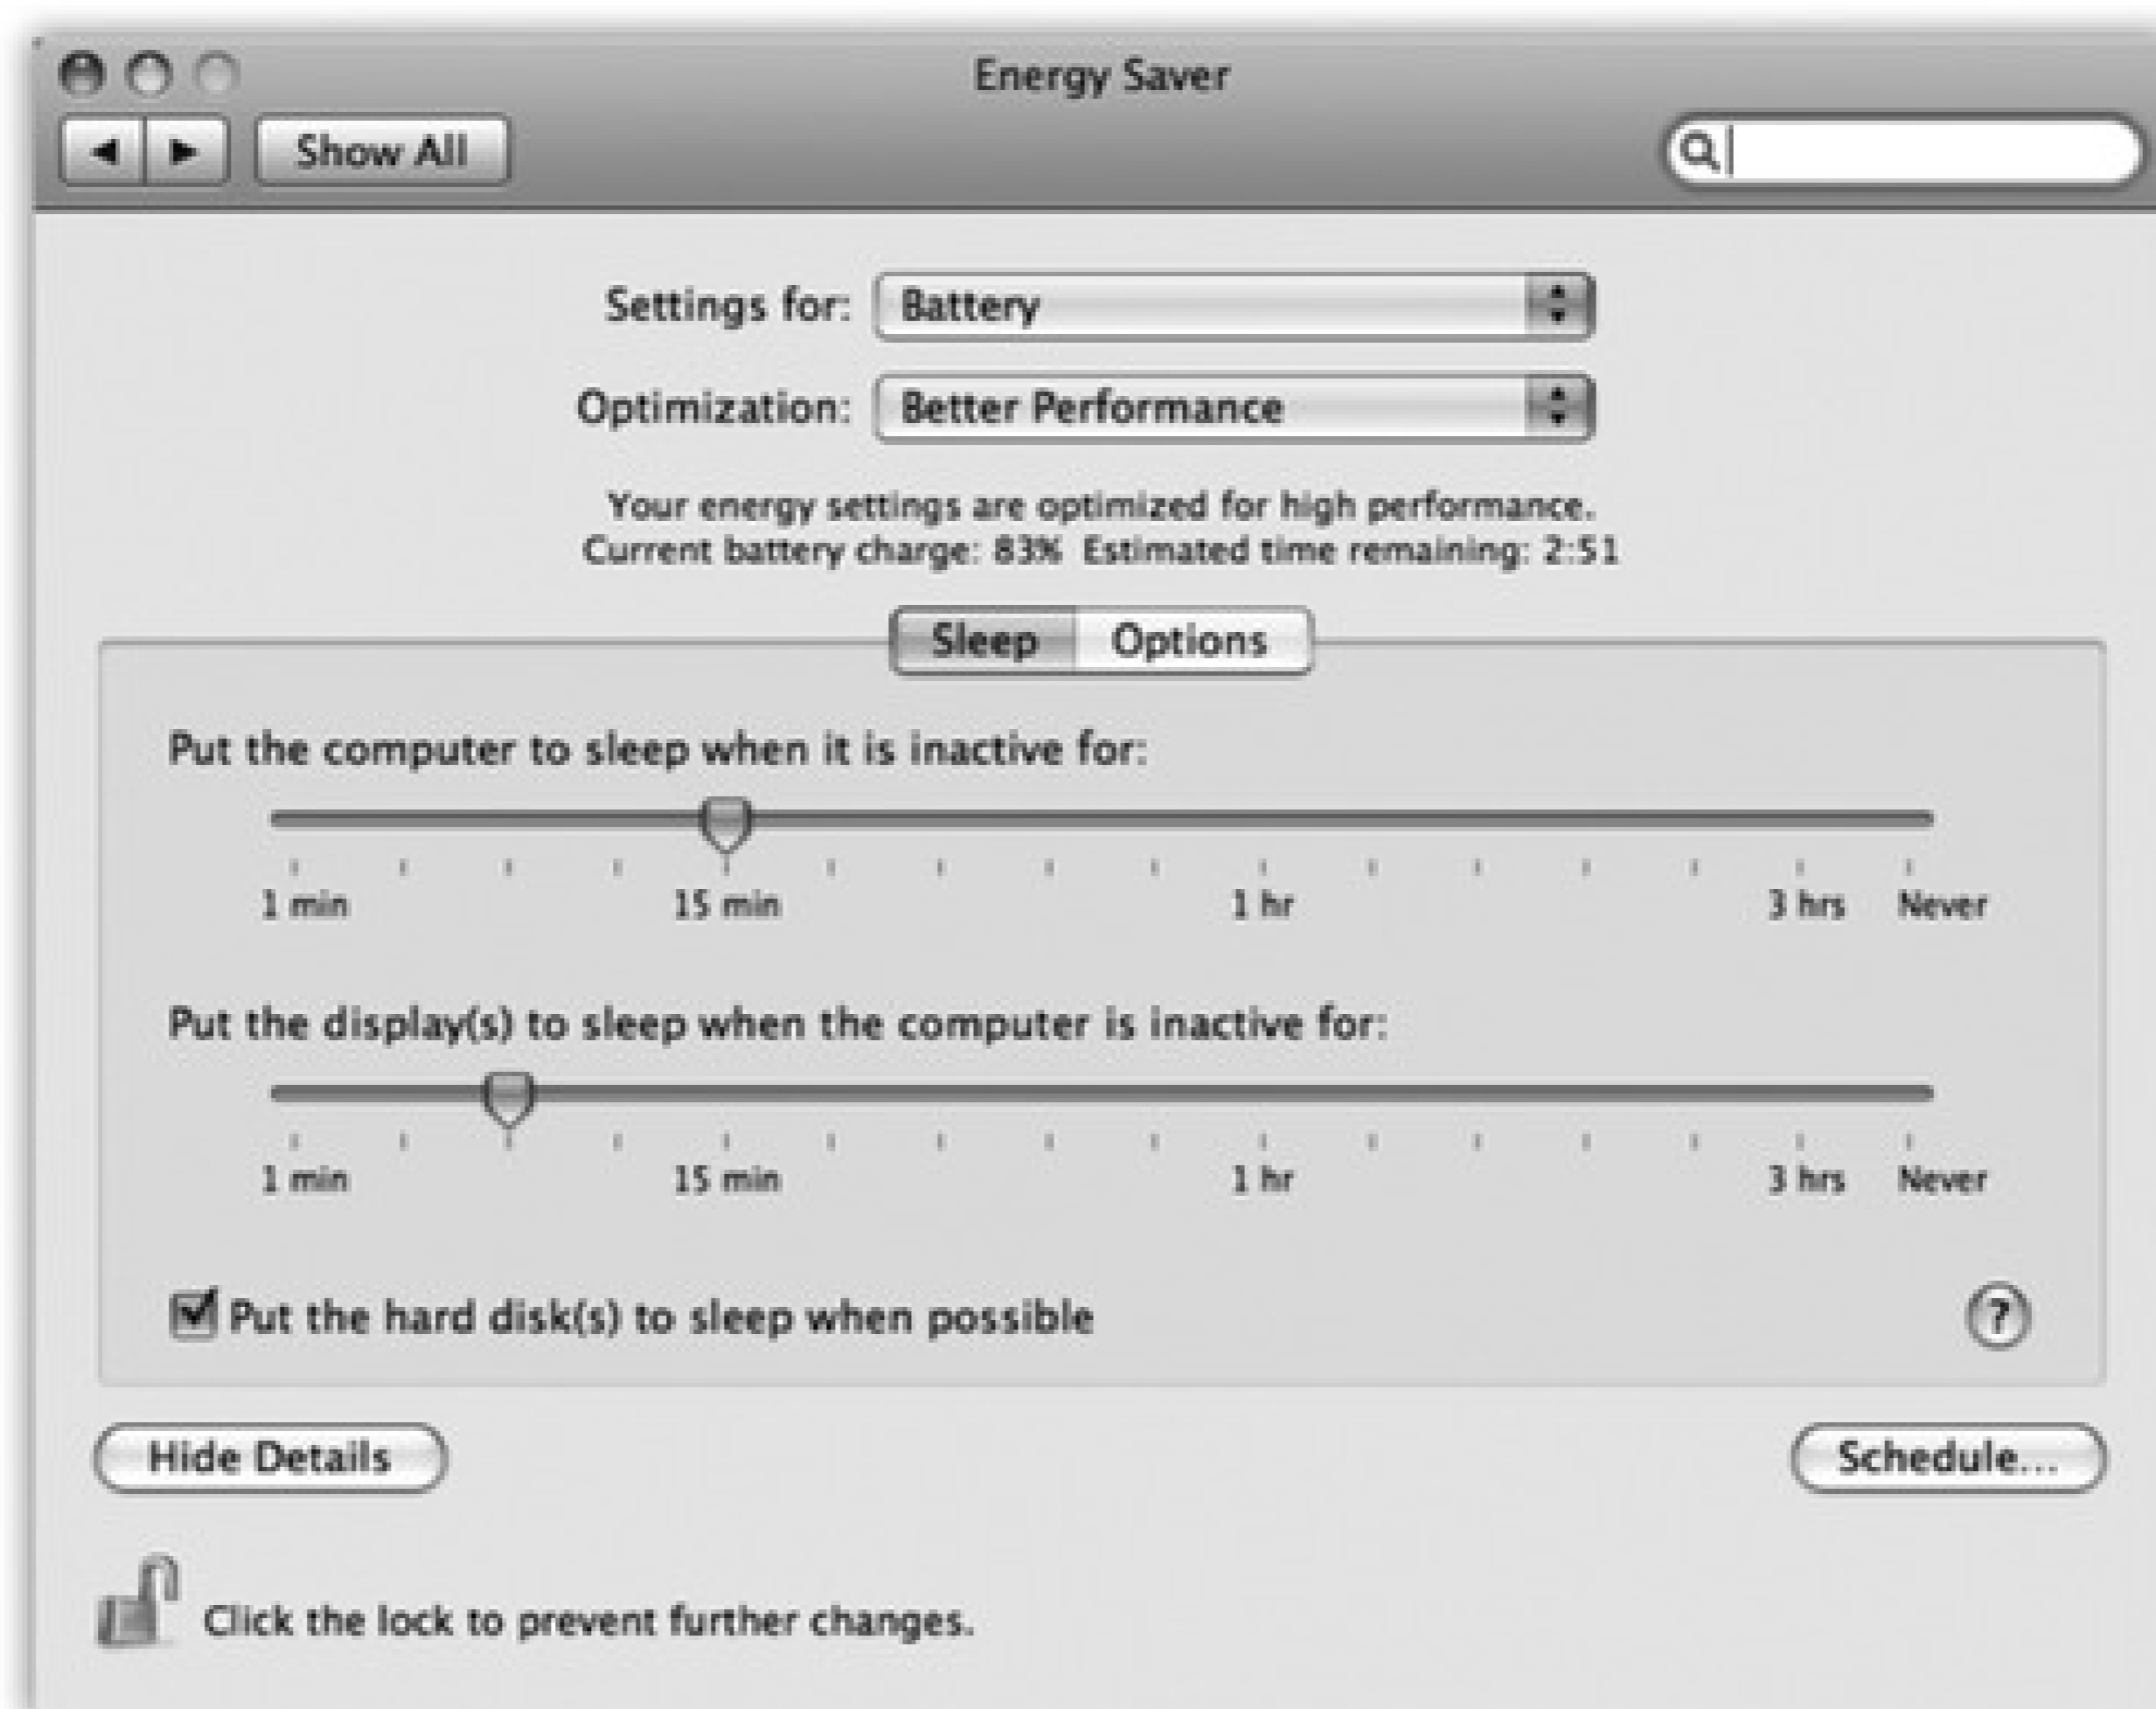 Energy Saver
Show All
Settings for: Battery
Optimization: Better Performance
Your energy settings are optimized for high performance.
Current battery charge: 83% Estimated time remaining: 2:51
Sleep Options
Put the computer to sleep when it is inactive for:
1 min 15 min 1 hr 3 hrs Never
Put the display(s) to sleep when the computer is inactive for:
1 min 15 min 1 hr 3 hrs Never
Put the hard disk(s) to sleep when possible ?
Hide Details Schedule...
Click the lock to prevent further changes.